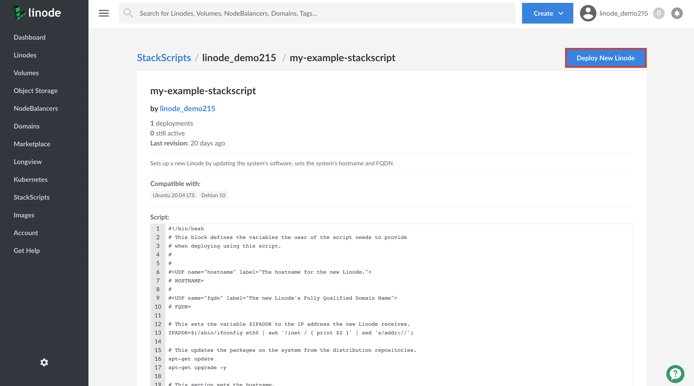 linode
Search for Linodes, Volumes, NodeBalancers, Domains, Tags...
Create
linode_demo215
0
Dashboard
Linodes
Volumes
Object Storage
NodeBalancers
Domains
Marketplace
Longview
Kubernetes
StackScripts
Images
Account
Get Help
StackScripts / linode_demo215 / my-example-stackscript
Deploy New Linode
my-example-stackscript
by linode_demo215
1 deployments
0 still active
Last revision: 20 days ago
Sets up a new Linode by updating the system's software, sets the system's hostname and FQDN.
Compatible with:
Ubuntu 20.04 LTS Debian 10
Script:
1 #!/bin/bash
2 # This block defines the variables the user of the script needs to provide
3 # when deploying using this script.
4 #
5 #
6 #<UDF name="hostname" label="The hostname for the new Linode.">
7 # HOSTNAME=
8 #
9 #<UDF name="fqdn" label="The new Linode's Fully Qualified Domain Name">
10 # FQDN=
11
12 # This sets the variable $IPADDR to the IP address the new Linode receives.
13 IPADDR=$(/sbin/ifconfig eth0 | awk '/inet / { print $2 }' | sed 's/addr://')
14
15 # This updates the packages on the system from the distribution repositories.
16 apt-get update
17 apt-get upgrade -y
18
19 # This section sets the hostname.